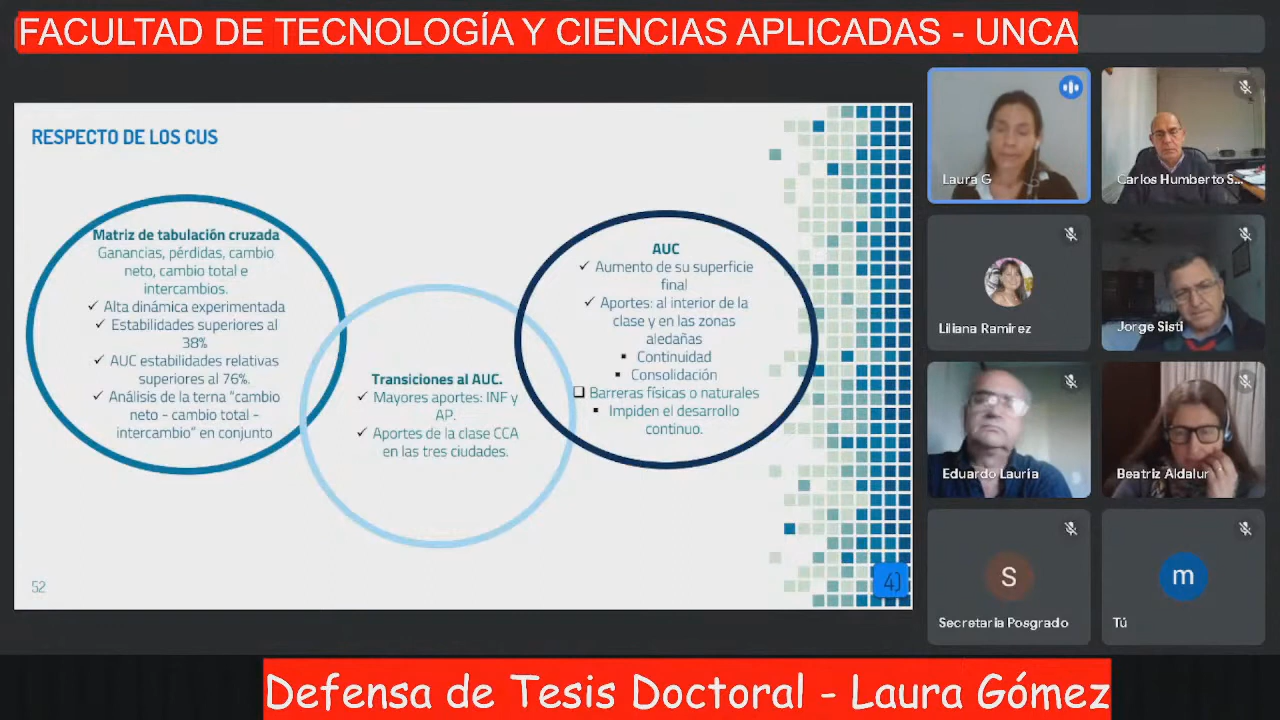 FACULTAD DE TECNOLOGÍA Y CIENCIAS APLICADAS - UNCA
RESPECTO DE LOS CUS
Matriz de tabulación cruzada
Ganancias, pérdidas, cambio
neto, cambio total e
intercambios.
✓ Alta dinámica experimentada
✓ Estabilidades superiores al
38%
✓ AUC estabilidades relativas
superiores al 76%.
✓ Análisis de la terna "cambio
neto - cambio total -
intercambio" en conjunto
Transiciones al AUC.
✓ Mayores aportes: INF y
AP.
✓ Aportes de la clase CCA
en las tres ciudades.
AUC
✓ Aumento de su superficie
final
✓ Aportes: al interior de la
clase y en las zonas
aledañas
▪ Continuidad
▪ Consolidación
❑ Barreras físicas o naturales
▪ Impiden el desarrollo
continuo.
52
4)
Laura G
Carlos Humberto S...
Liliana Ramirez
Jorge Sisti
Eduardo Lauría
Beatriz Aldalur
S
Secretaria Posgrado
m
Tú
Defensa de Tesis Doctoral - Laura Gómez